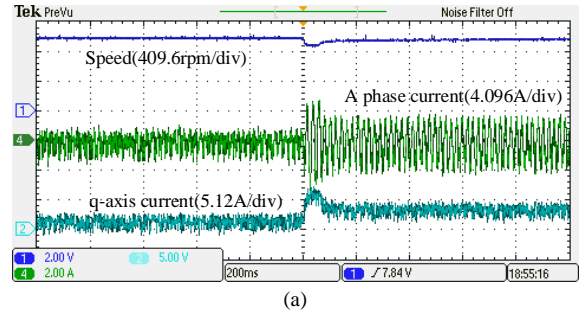 Tek PreVu Noise Filter Off
Speed(409.6rpm/div)
1
A phase current(4.096A/div)
4
q-axis current(5.12A/div)
2
1 2.00 V 2 5.00 V
4 2.00 A 200ms 1 7.84 V 18:55:16
(a)